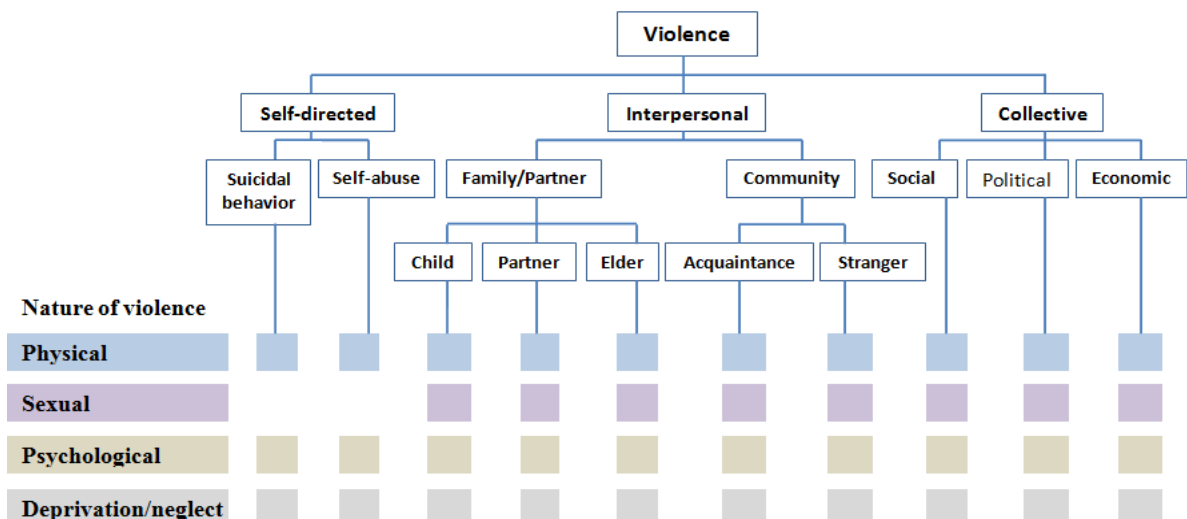 Violence
Self-directed
Interpersonal
Collective
Suicidal
behavior
Self-abuse
Family/Partner
Community
Social
Political
Economic
Child
Partner
Elder
Acquaintance
Stranger
Nature of violence
Physical
Sexual
Psychological
Deprivation/neglect